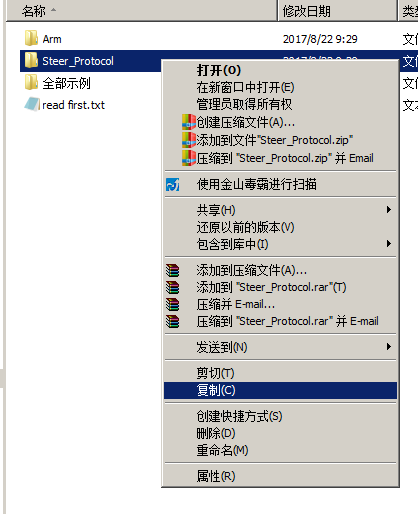 名称 修改日期 类
Arm 2017/8/22 9:29 文
Steer_Protocol
全部示例
read first.txt
打开(O)
在新窗口中打开(E)
管理员取得所有权
创建压缩文件(A)...
添加到文件"Steer_Protocol.zip"
压缩到 "Steer_Protocol.zip" 并 Email
使用金山毒霸进行扫描
共享(H)
还原以前的版本(V)
包含到库中(I)
添加到压缩文件(A)...
添加到 "Steer_Protocol.rar"(T)
压缩并 E-mail...
压缩到 "Steer_Protocol.rar" 并 E-mail
发送到(N)
剪切(T)
复制(C)
创建快捷方式(S)
删除(D)
重命名(M)
属性(R)